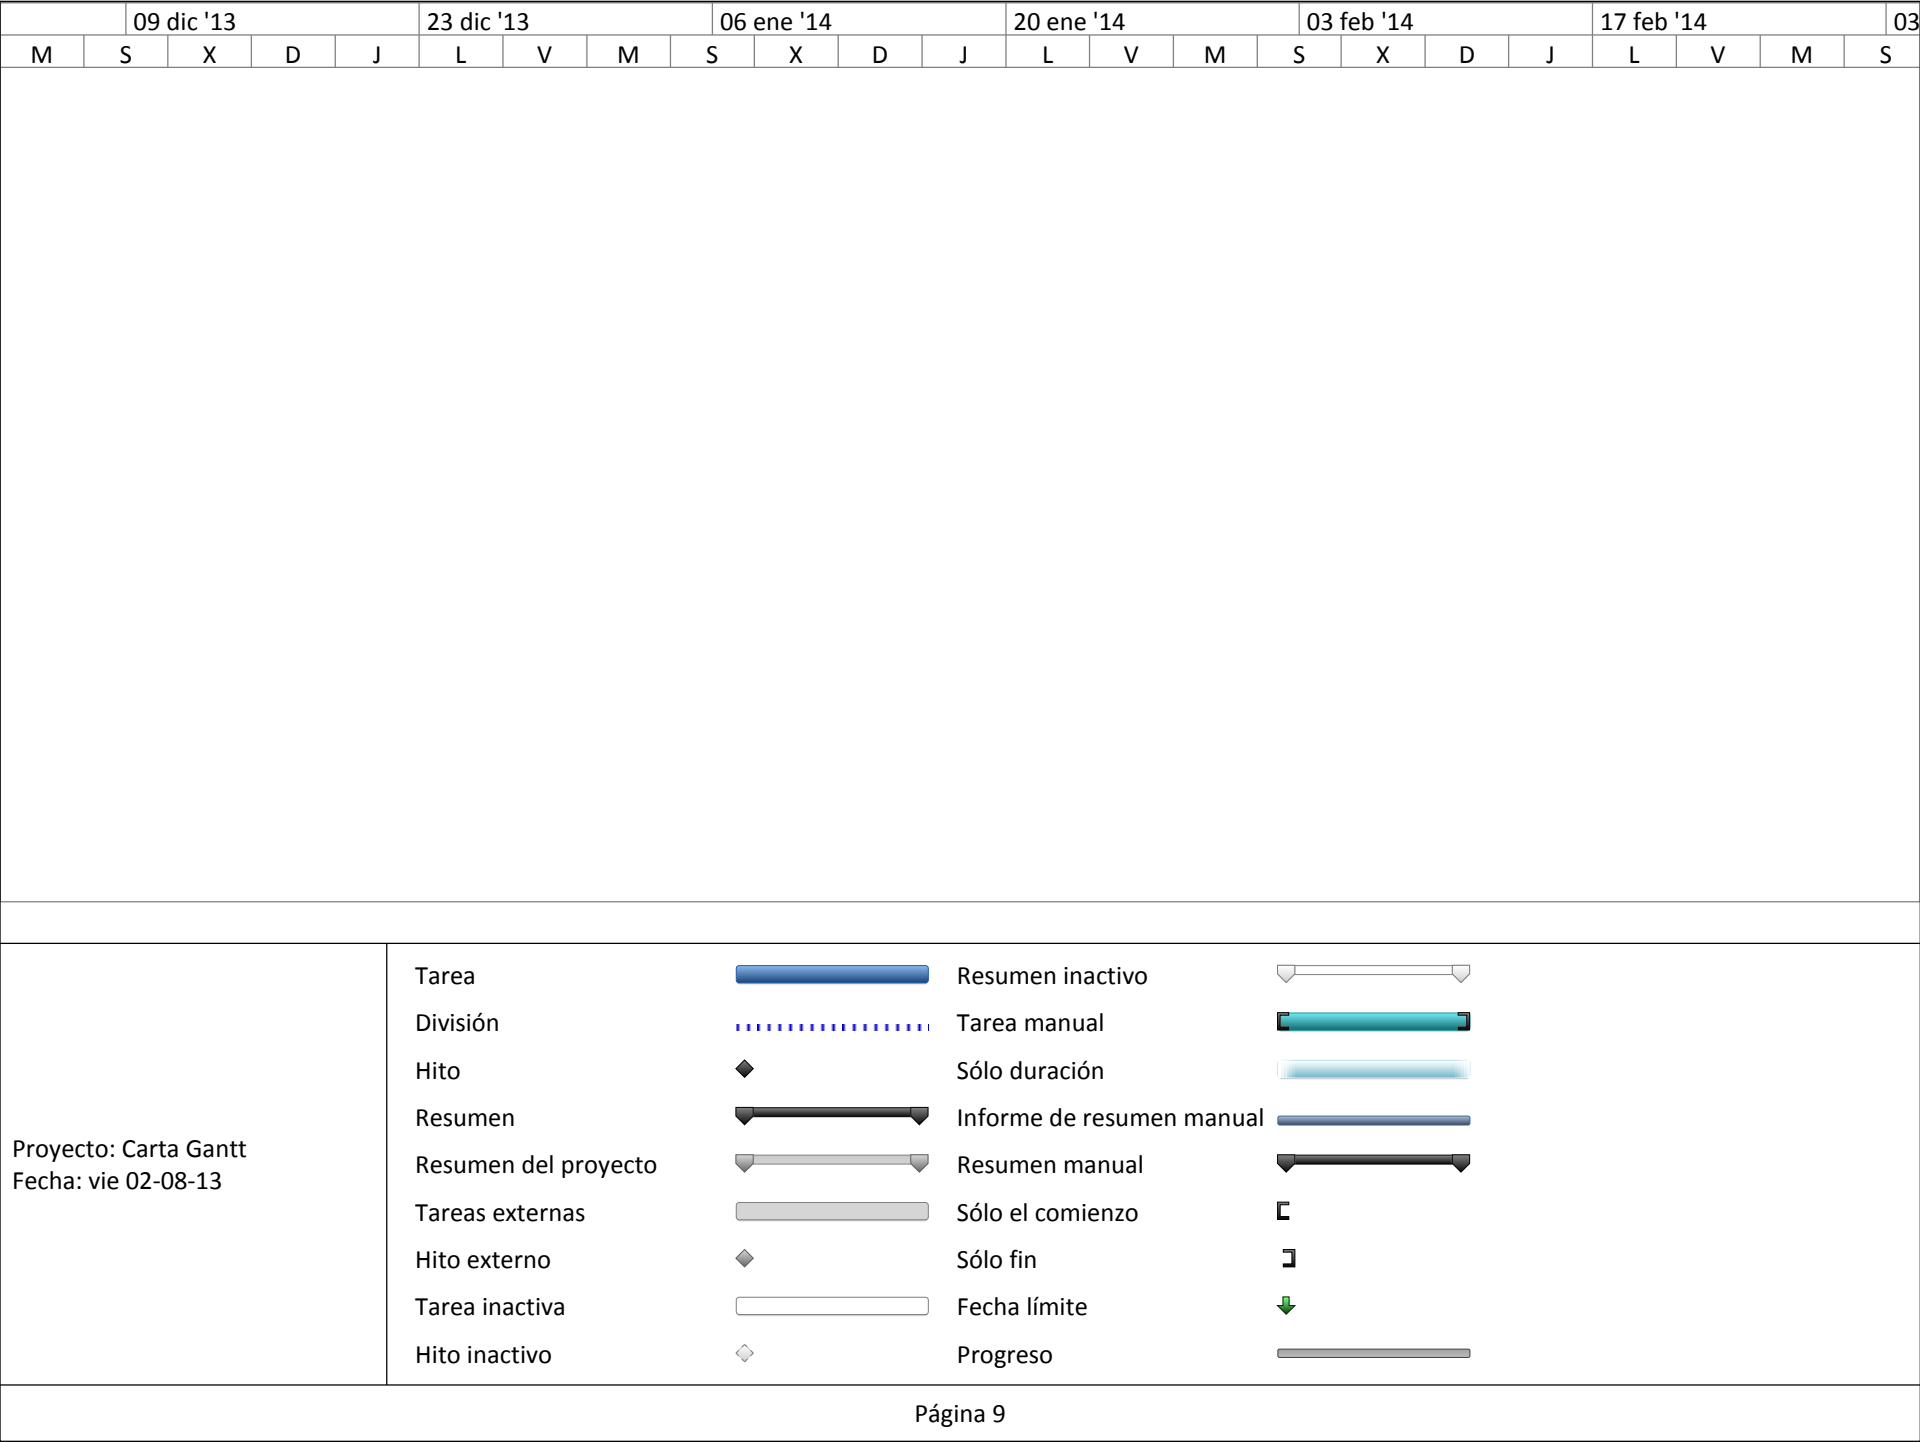 09 dic '13 23 dic '13 06 ene '14 20 ene '14 03 feb '14 17 feb '14 03
M S X D J L V M S X D J L V M S X D J L V M S
Tarea Resumen inactivo
División Tarea manual
Hito Sólo duración
Resumen Informe de resumen manual
Proyecto: Carta Gantt
Fecha: vie 02-08-13
Resumen del proyecto Resumen manual
Tareas externas Sólo el comienzo
Hito externo Sólo fin
Tarea inactiva Fecha límite
Hito inactivo Progreso
Página 9